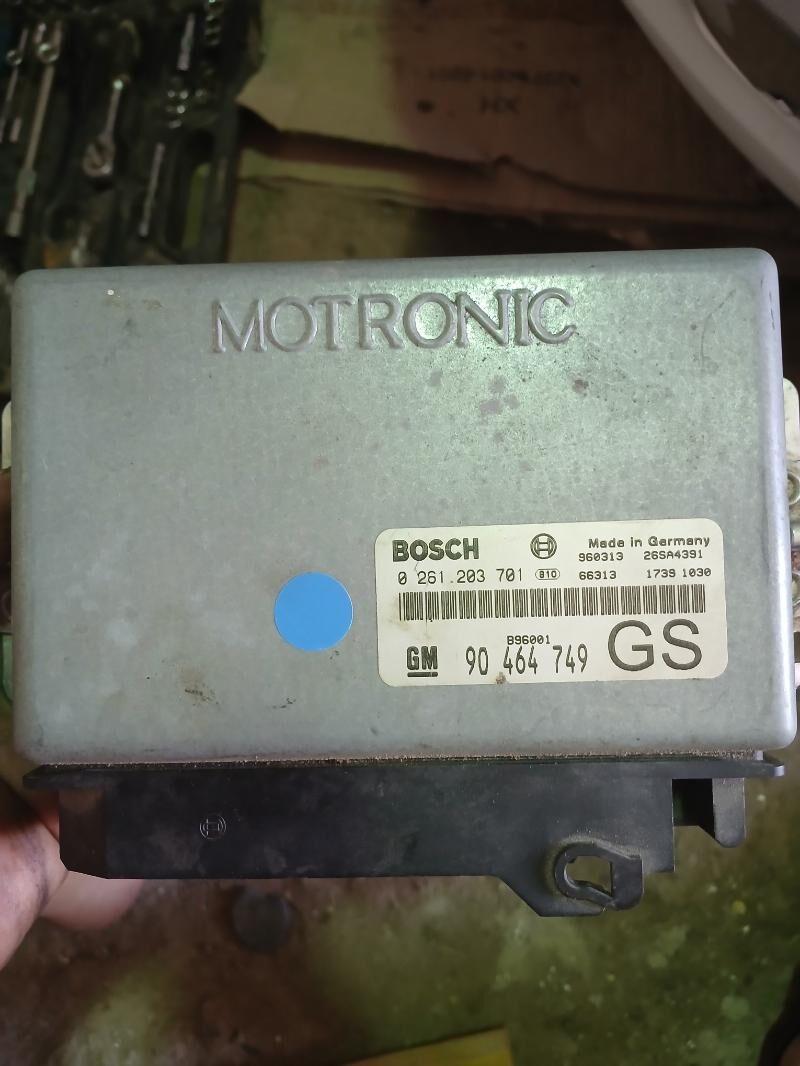 MOTRONIC
BOSCH Made in Germany
960313 26SA4391
0 261 203 701 B10 66313 1739 1030
B96001
GM 90 464 749 GS